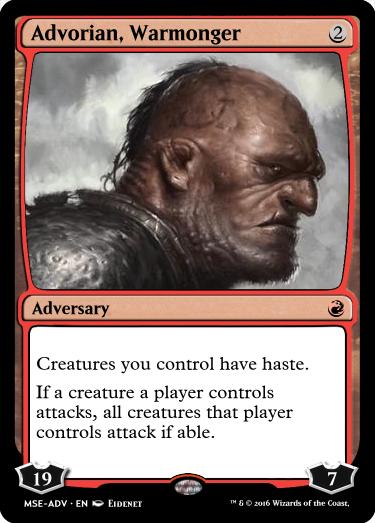 Advorian, Warmonger 2
Adversary
Creatures you control have haste.
If a creature a player controls
attacks, all creatures that player
controls attack if able.
19 7
MSE-ADV · EN Eidenet ™ & © 2016 Wizards of the Coast,